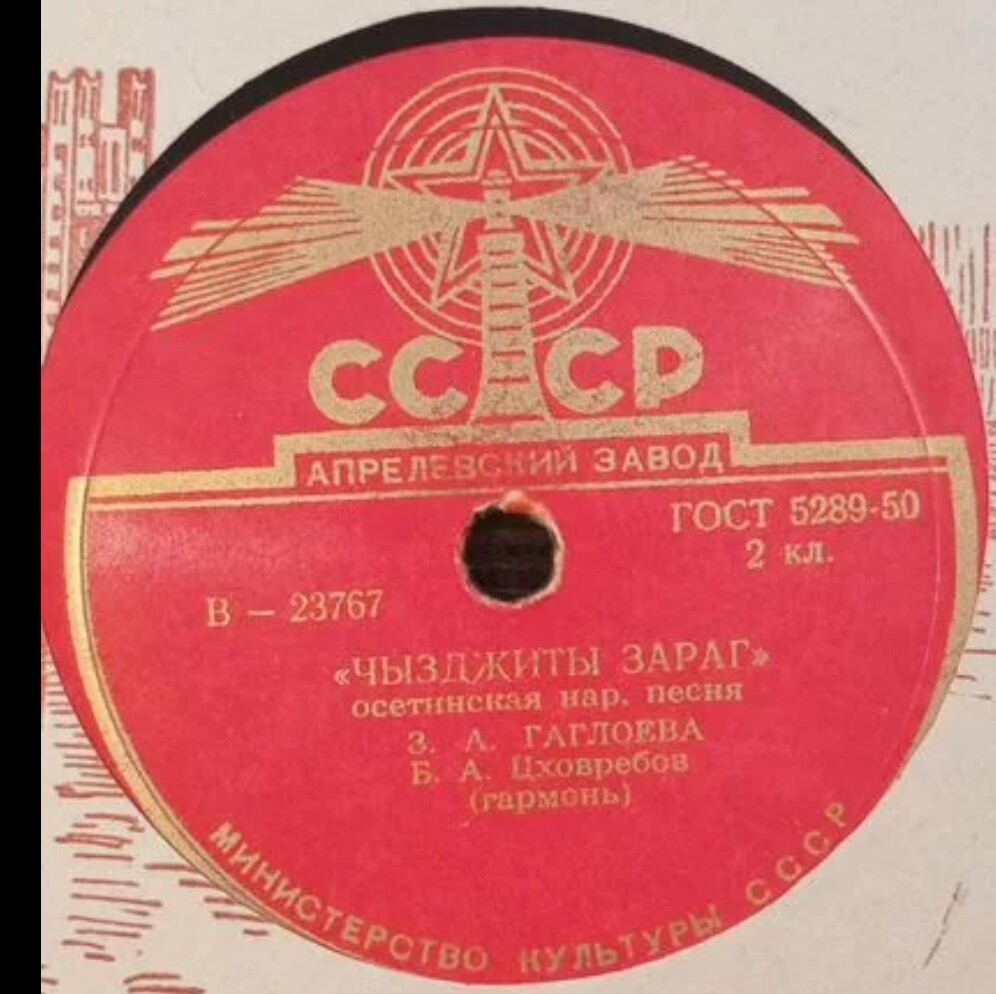 СССР
АПРЕЛЕВСКИЙ ЗАВОД
ГОСТ 5289-50
2 кл.
В — 23767
«ЧЫЗДЖИТЫ ЗАРАГ»
осетинская нар. песня
З. А. ГАГЛОЕВА
Б. А. Цховребов
(гармонь)
МИНИСТЕРСТВО КУЛЬТУРЫ СССР